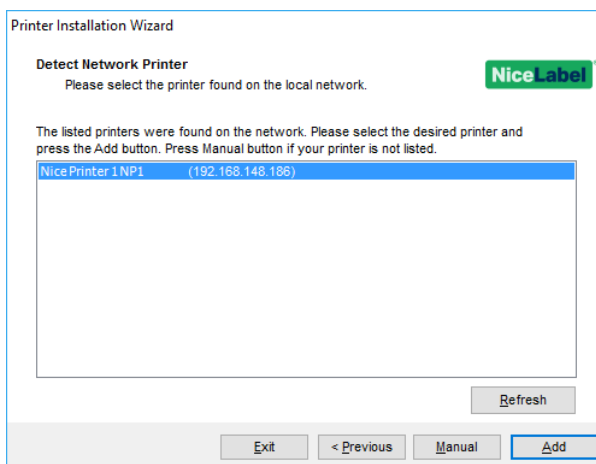 Printer Installation Wizard
Detect Network Printer
Please select the printer found on the local network.
NiceLabel
The listed printers were found on the network. Please select the desired printer and
press the Add button. Press Manual button if your printer is not listed.
Nice Printer 1 NP1 (192.168.148.186)
Refresh
Exit < Previous Manual Add